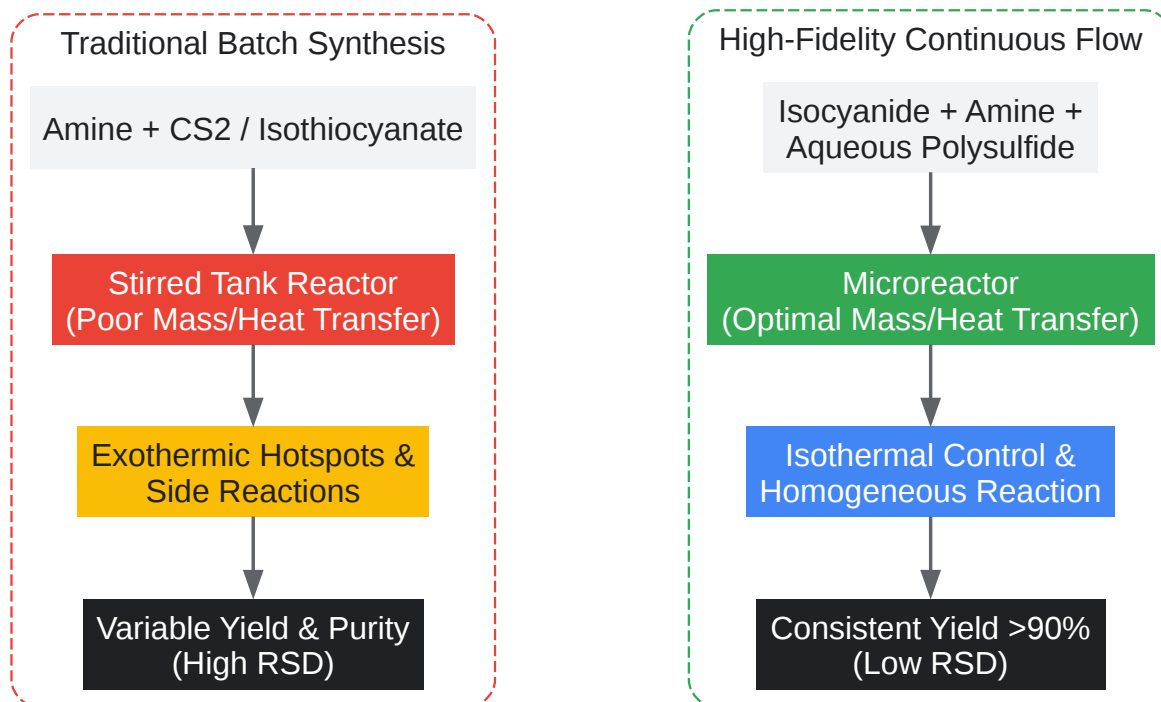 Traditional Batch Synthesis
Amine + CS2 / Isothiocyanate
Stirred Tank Reactor
(Poor Mass/Heat Transfer)
Exothermic Hotspots &
Side Reactions
Variable Yield & Purity
(High RSD)
High-Fidelity Continuous Flow
Isocyanide + Amine +
Aqueous Polysulfide
Microreactor
(Optimal Mass/Heat Transfer)
Isothermal Control &
Homogeneous Reaction
Consistent Yield >90%
(Low RSD)